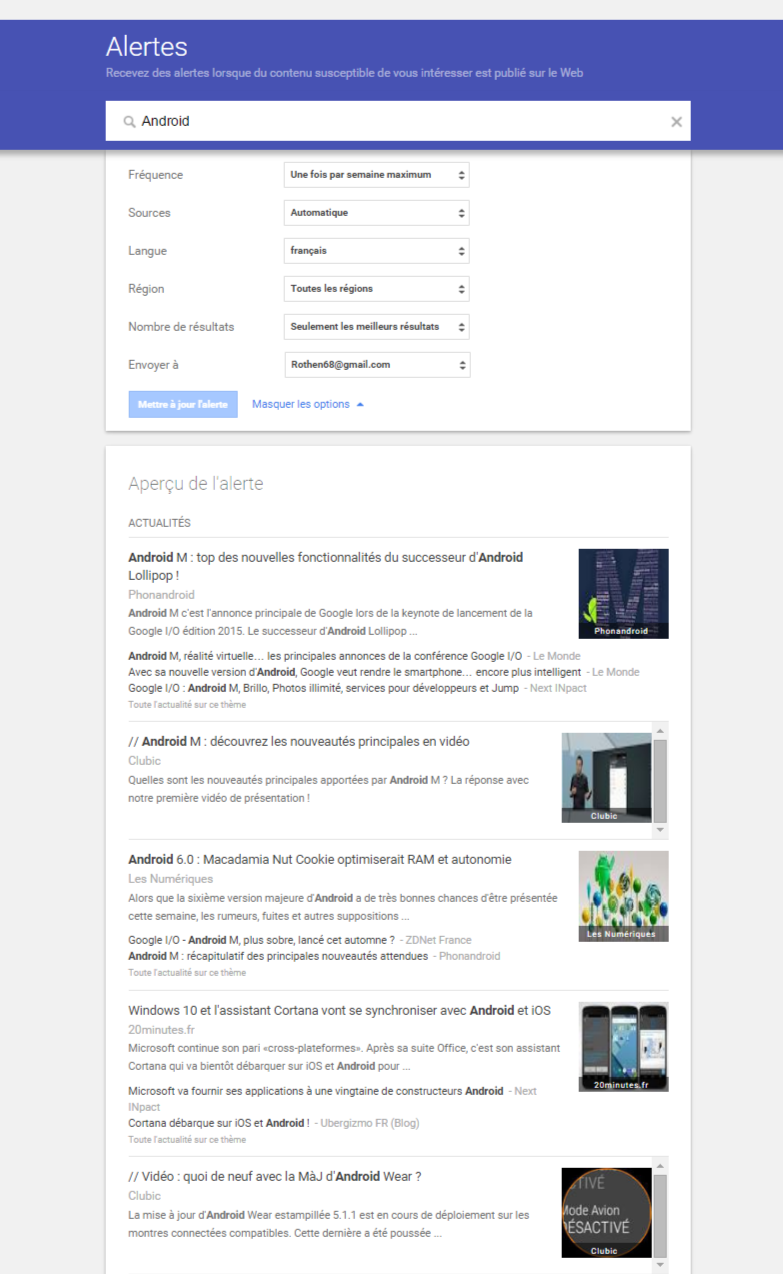 Alertes
Recevez des alertes lorsque du contenu susceptible de vous intéresser est publié sur le Web
Android
Fréquence
Une fois par semaine maximum
Sources
Automatique
Langue
français
Région
Toutes les régions
Nombre de résultats
Seulement les meilleurs résultats
Envoyer à
Rothen68@gmail.com
Mettre à jour l'alerte
Masquer les options
Aperçu de l'alerte
ACTUALITÉS
Android M : top des nouvelles fonctionnalités du successeur d'Android
Lollipop !
Phonandroid
Android M c'est l'annonce principale de Google lors de la keynote de lancement de la
Google I/O édition 2015. Le successeur d'Android Lollipop ...
Phonandroid
Android M, réalité virtuelle… les principales annonces de la conférence Google I/O - Le Monde
Avec sa nouvelle version d'Android, Google veut rendre le smartphone… encore plus intelligent - Le Monde
Google I/O : Android M, Brillo, Photos illimité, services pour développeurs et Jump - Next INpact
Toute l'actualité sur ce thème
// Android M : découvrez les nouveautés principales en vidéo
Clubic
Quelles sont les nouveautés principales apportées par Android M ? La réponse avec
notre première vidéo de présentation !
Clubic
Android 6.0 : Macadamia Nut Cookie optimiserait RAM et autonomie
Les Numériques
Alors que la sixième version majeure d'Android a de très bonnes chances d'être présentée
cette semaine, les rumeurs, fuites et autres suppositions ...
Les Numériques
Google I/O - Android M, plus sobre, lancé cet automne ? - ZDNet France
Android M : récapitulatif des principales nouveautés attendues - Phonandroid
Toute l'actualité sur ce thème
Windows 10 et l'assistant Cortana vont se synchroniser avec Android et iOS
20minutes.fr
Microsoft continue son pari «cross-plateformes». Après sa suite Office, c'est son assistant
Cortana qui va bientôt débarquer sur iOS et Android pour ...
20minutes.fr
Microsoft va fournir ses applications à une vingtaine de constructeurs Android - Next
INpact
Cortana débarque sur iOS et Android ! - Ubergizmo FR (Blog)
Toute l'actualité sur ce thème
// Vidéo : quoi de neuf avec la MàJ d'Android Wear ?
Clubic
La mise à jour d'Android Wear estampillée 5.1.1 est en cours de déploiement sur les
montres connectées compatibles. Cette dernière a été poussée ...
Mode Avion
DÉSACTIVÉ
Clubic